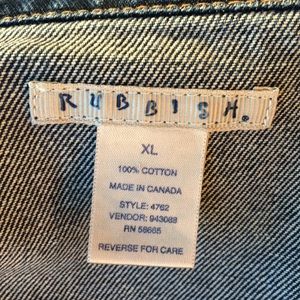 RUBBISH.
XL
100% COTTON
MADE IN CANADA
STYLE: 4762
VENDOR: 943088
RN 58665
REVERSE FOR CARE